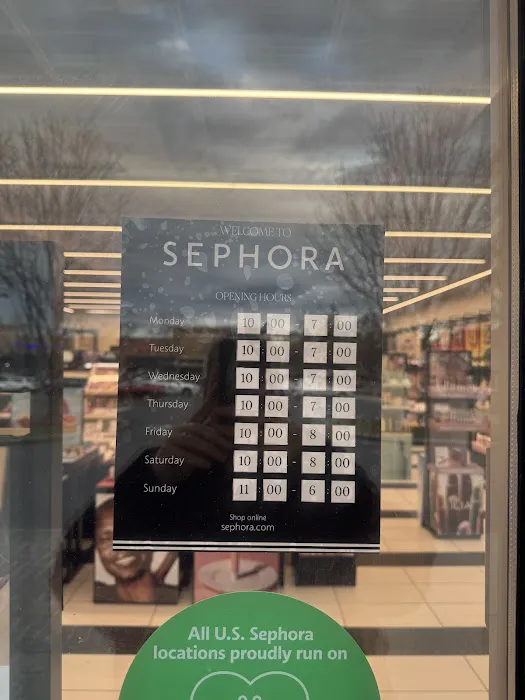 WELCOME TO
SEPHORA
OPENING HOURS
Monday 10 : 00 - 7 : 00
Tuesday 10 : 00 - 7 : 00
Wednesday 10 : 00 - 7 : 00
Thursday 10 : 00 - 7 : 00
Friday 10 : 00 - 8 : 00
Saturday 10 : 00 - 8 : 00
Sunday 11 : 00 - 6 : 00
Shop online
sephora.com
ILIA
All U.S. Sephora
locations proudly run on